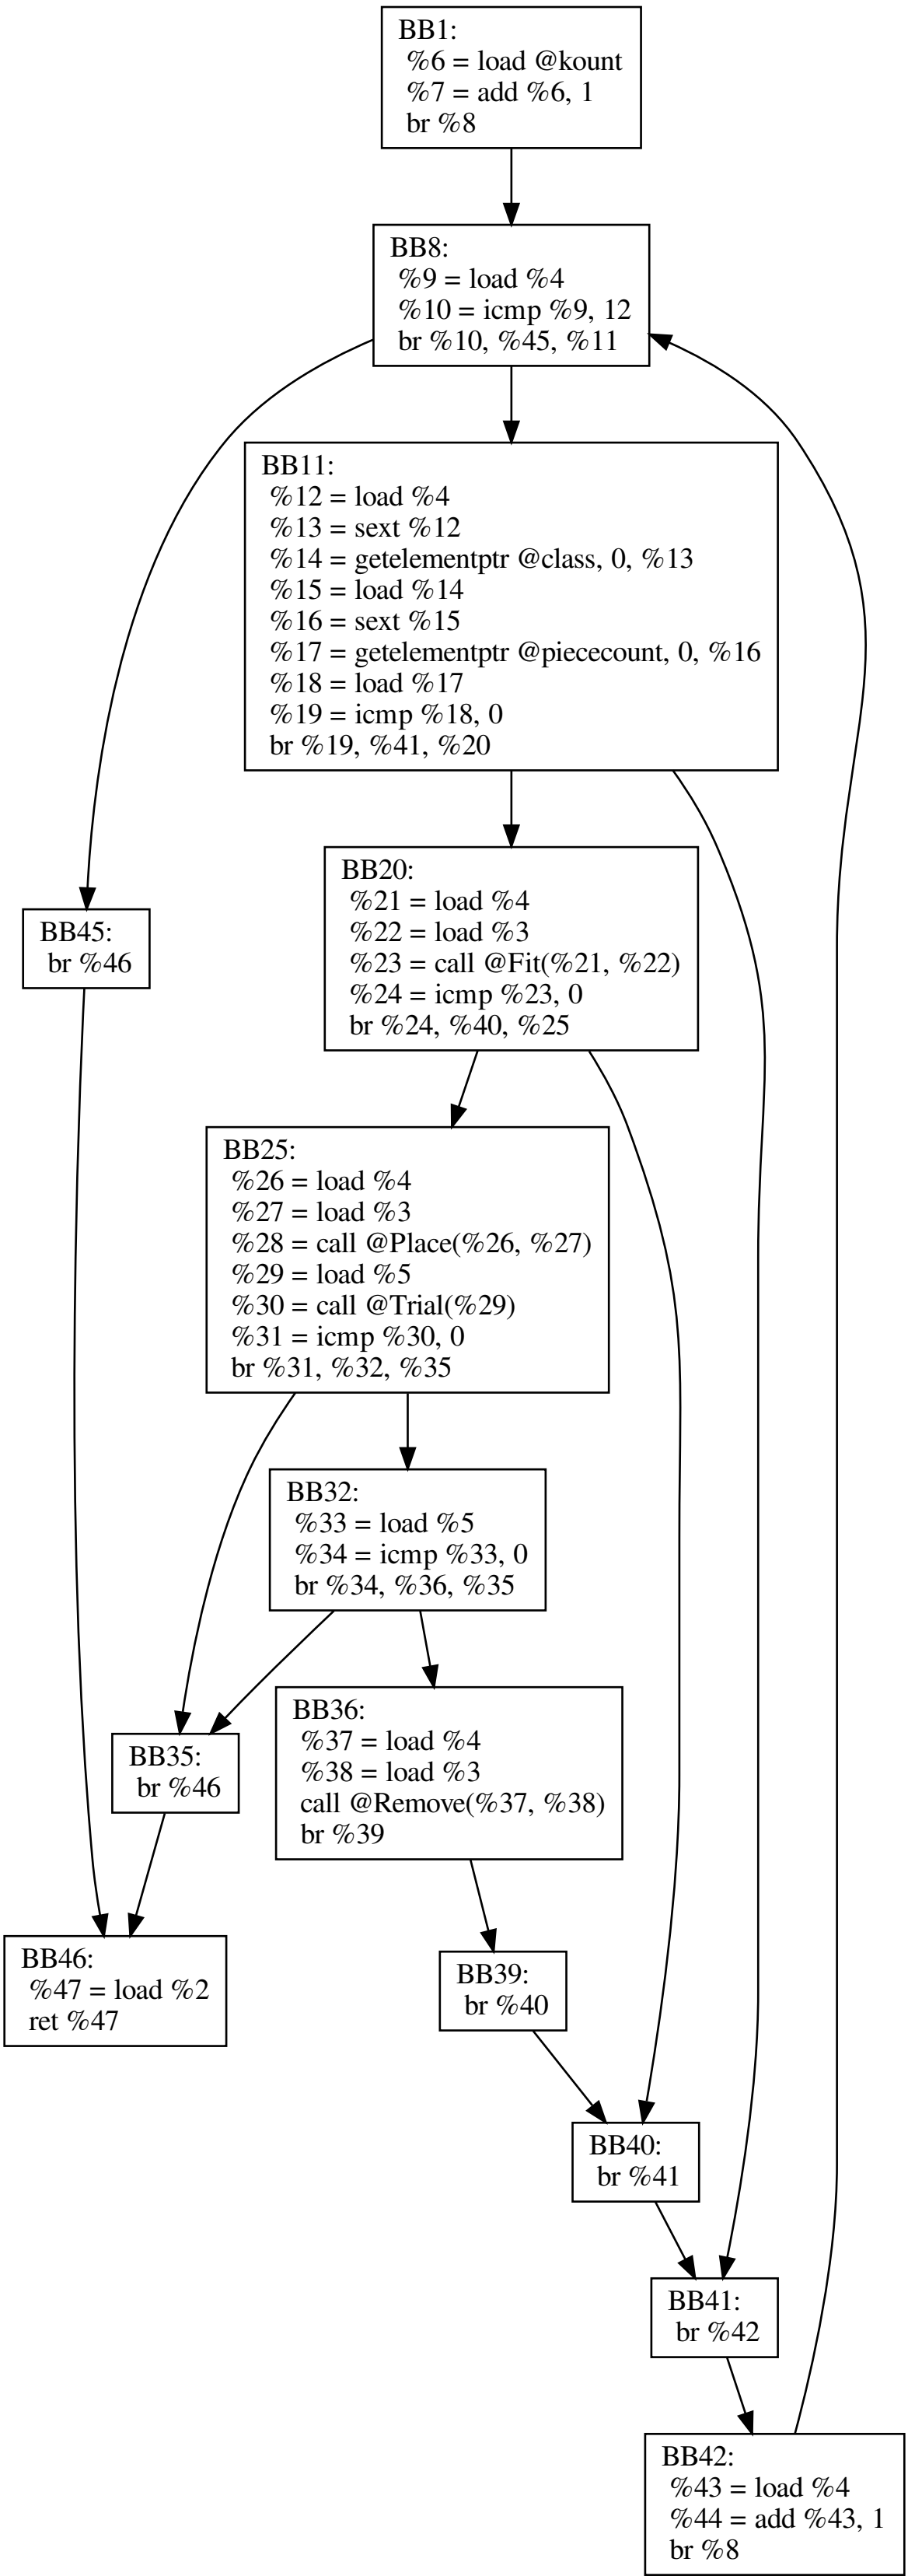 BB1:
%6 = load @kount
%7 = add %6, 1
br %8
BB8:
%9 = load %4
%10 = icmp %9, 12
br %10, %45, %11
BB11:
%12 = load %4
%13 = sext %12
%14 = getelementptr @class, 0, %13
%15 = load %14
%16 = sext %15
%17 = getelementptr @piececount, 0, %16
%18 = load %17
%19 = icmp %18, 0
br %19, %41, %20
BB20:
%21 = load %4
%22 = load %3
%23 = call @Fit(%21, %22)
%24 = icmp %23, 0
br %24, %40, %25
BB45:
br %46
BB25:
%26 = load %4
%27 = load %3
%28 = call @Place(%26, %27)
%29 = load %5
%30 = call @Trial(%29)
%31 = icmp %30, 0
br %31, %32, %35
BB32:
%33 = load %5
%34 = icmp %33, 0
br %34, %36, %35
BB36:
%37 = load %4
%38 = load %3
call @Remove(%37, %38)
br %39
BB35:
br %46
BB46:
%47 = load %2
ret %47
BB39:
br %40
BB40:
br %41
BB41:
br %42
BB42:
%43 = load %4
%44 = add %43, 1
br %8